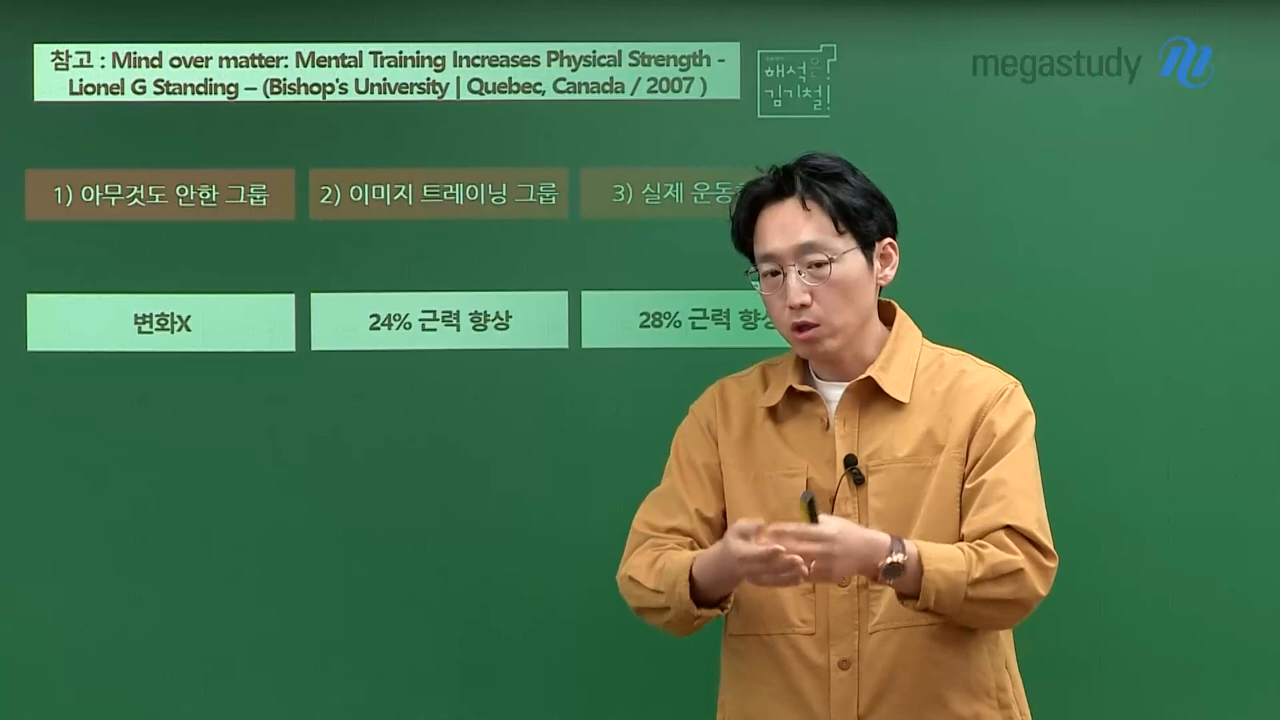 참고 : Mind over matter: Mental Training Increases Physical Strength -
Lionel G Standing – (Bishop's University | Quebec, Canada / 2007 )
해석은!
김기철!
megastudy
1) 아무것도 안한 그룹
2) 이미지 트레이닝 그룹
3) 실제 운동
변화X
24% 근력 향상
28% 근력 향상